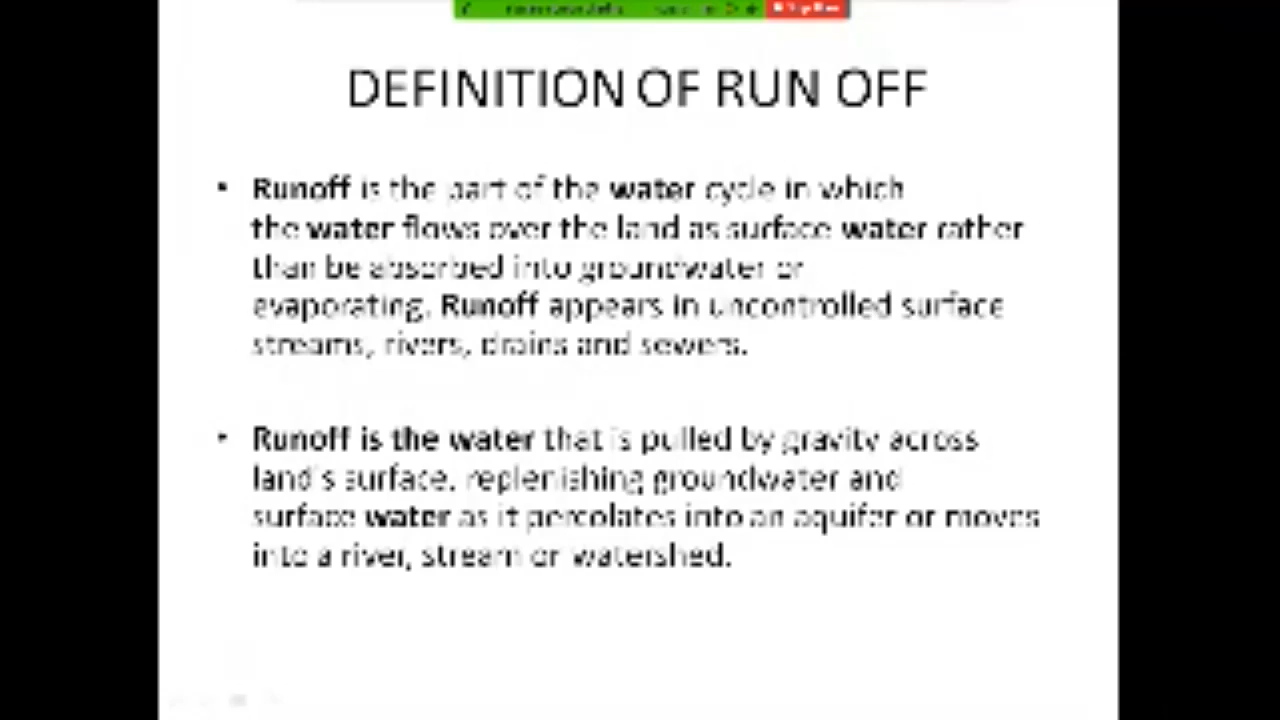 DEFINITION OF RUN OFF
• Runoff is the part of the water cycle in which
the water flows over the land as surface water rather
than be absorbed into groundwater or
evaporating. Runoff appears in uncontrolled surface
streams, rivers, drains and sewers.
• Runoff is the water that is pulled by gravity across
land's surface, replenishing groundwater and
surface water as it percolates into an aquifer or moves
into a river, stream or watershed.